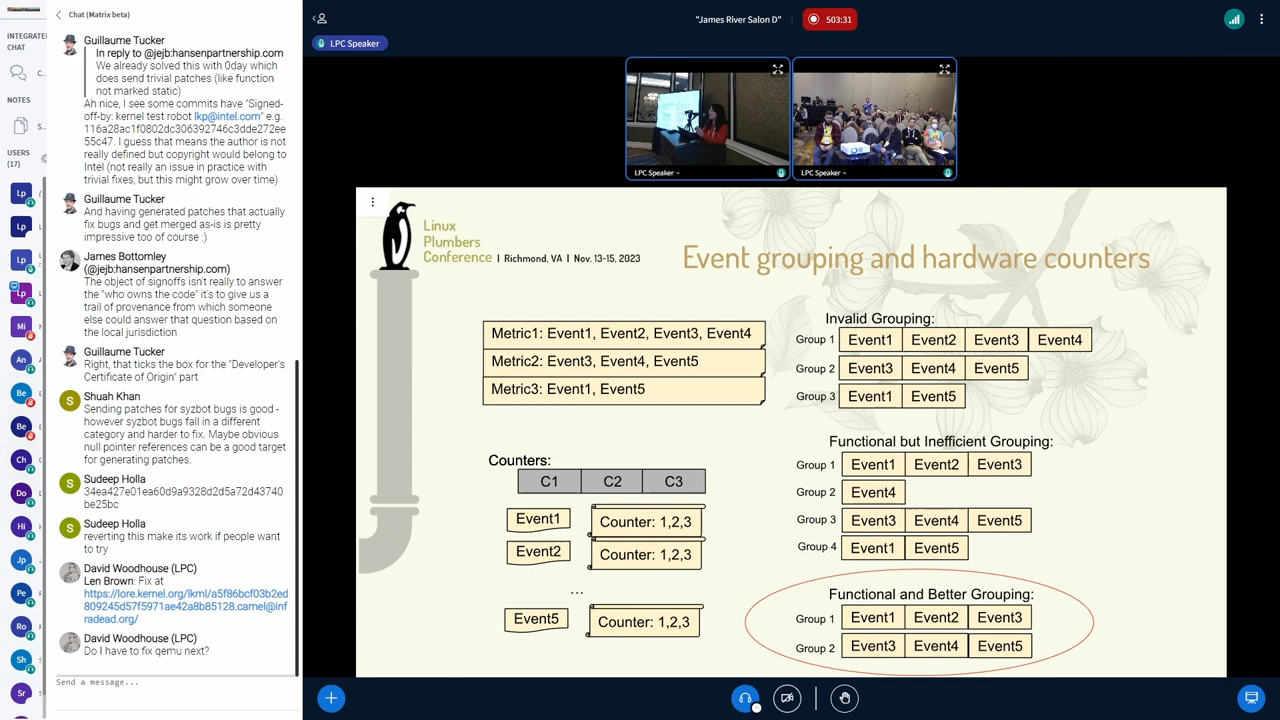 Chat (Matrix beta)
INTEGRATE
CHAT
C..
NOTES
S...
USERS
(17)
Lp
Lp
Lp
Lp
Mi
An
Be
Be
Ch
Do
Hi
Jp
Pe
Ro
Sh
Sr
Guillaume Tucker
In reply to @jejb:hansenpartnership.com
We already solved this with 0day which
does send trivial patches (like function
not marked static)
Ah nice, I see some commits have "Signed-
off-by: kernel test robot lkp@intel.com" e.g.
116a28ac1f0802dc306392746c3dde272ee
55c47. I guess that means the author is not
really defined but copyright would belong to
Intel (not really an issue in practice with
trivial fixes, but this might grow over time)
Guillaume Tucker
And having generated patches that actually
fix bugs and get merged as-is is pretty
impressive too of course :)
James Bottomley
(@jejb:hansenpartnership.com)
The object of signoffs isn't really to answer
the "who owns the code" it's to give us a
trail of provenance from which someone
else could answer that question based on
the local jurisdiction
Guillaume Tucker
Right, that ticks the box for the "Developer's
Certificate of Origin" part
S
Shuah Khan
Sending patches for syzbot bugs is good -
however syzbot bugs fall in a different
category and harder to fix. Maybe obvious
null pointer references can be a good target
for generating patches.
S
Sudeep Holla
34ea427e01ea60d9a9328d2d5a72d43740
be25bc
S
Sudeep Holla
reverting this make its work if people want
to try
David Woodhouse (LPC)
Len Brown: Fix at
https://lore.kernel.org/lkml/a5f86bcf03b2ed
809245d57f5971ae42a8b85128.camel@inf
radead.org/
David Woodhouse (LPC)
Do I have to fix qemu next?
Send a message...
"James River Salon D"
503:31
LPC Speaker
LPC Speaker
LPC Speaker
Linux
Plumbers
Conference | Richmond, VA | Nov. 13-15, 2023
Event grouping and hardware counters
Metric1: Event1, Event2, Event3, Event4
Metric2: Event3, Event4, Event5
Metric3: Event1, Event5
Counters:
C1 C2 C3
Event1 Counter: 1,2,3
Event2 Counter: 1,2,3
...
Event5 Counter: 1,2,3
Invalid Grouping:
Group 1 Event1 Event2 Event3 Event4
Group 2 Event3 Event4 Event5
Group 3 Event1 Event5
Functional but Inefficient Grouping:
Group 1 Event1 Event2 Event3
Group 2 Event4
Group 3 Event3 Event4 Event5
Group 4 Event1 Event5
Functional and Better Grouping:
Group 1 Event1 Event2 Event3
Group 2 Event3 Event4 Event5